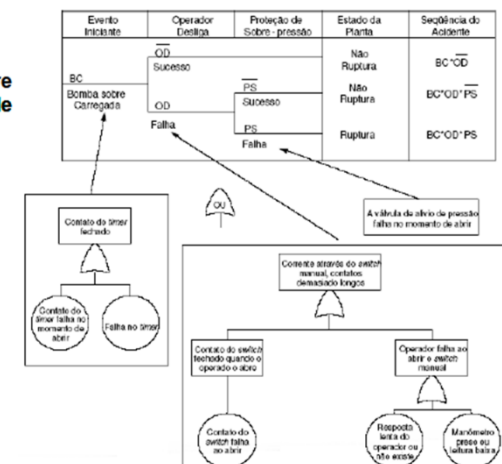 Evento
Iniciante
Operador
Desliga
Proteção de
Sobre - pressão
Estado da
Planta
Seqüência do
Acidente
re
le
BC
Bomba sobre
Carregada
OD
Sucesso
OD
Falha
PS
Sucesso
PS
Falha
Não
Ruptura
Não
Ruptura
Ruptura
BC*OD
BC*OD*PS
BC*OD*PS
Contato do timer
fechado
Contato do
timer falha no
momento de
abrir
Falha no timer
OU
A válvula de alívio de pressão
falha no momento de abrir
Corrente através do switch
manual, contatos
demasiado longos
Contato do switch
fechado quando o
operado o abre
Operador falha ao
abrir o switch
manual
Contato do
switch falha
ao abrir
Resposta
lenta do
operador ou
não existe
Manômetro
preso ou
leitura baixa